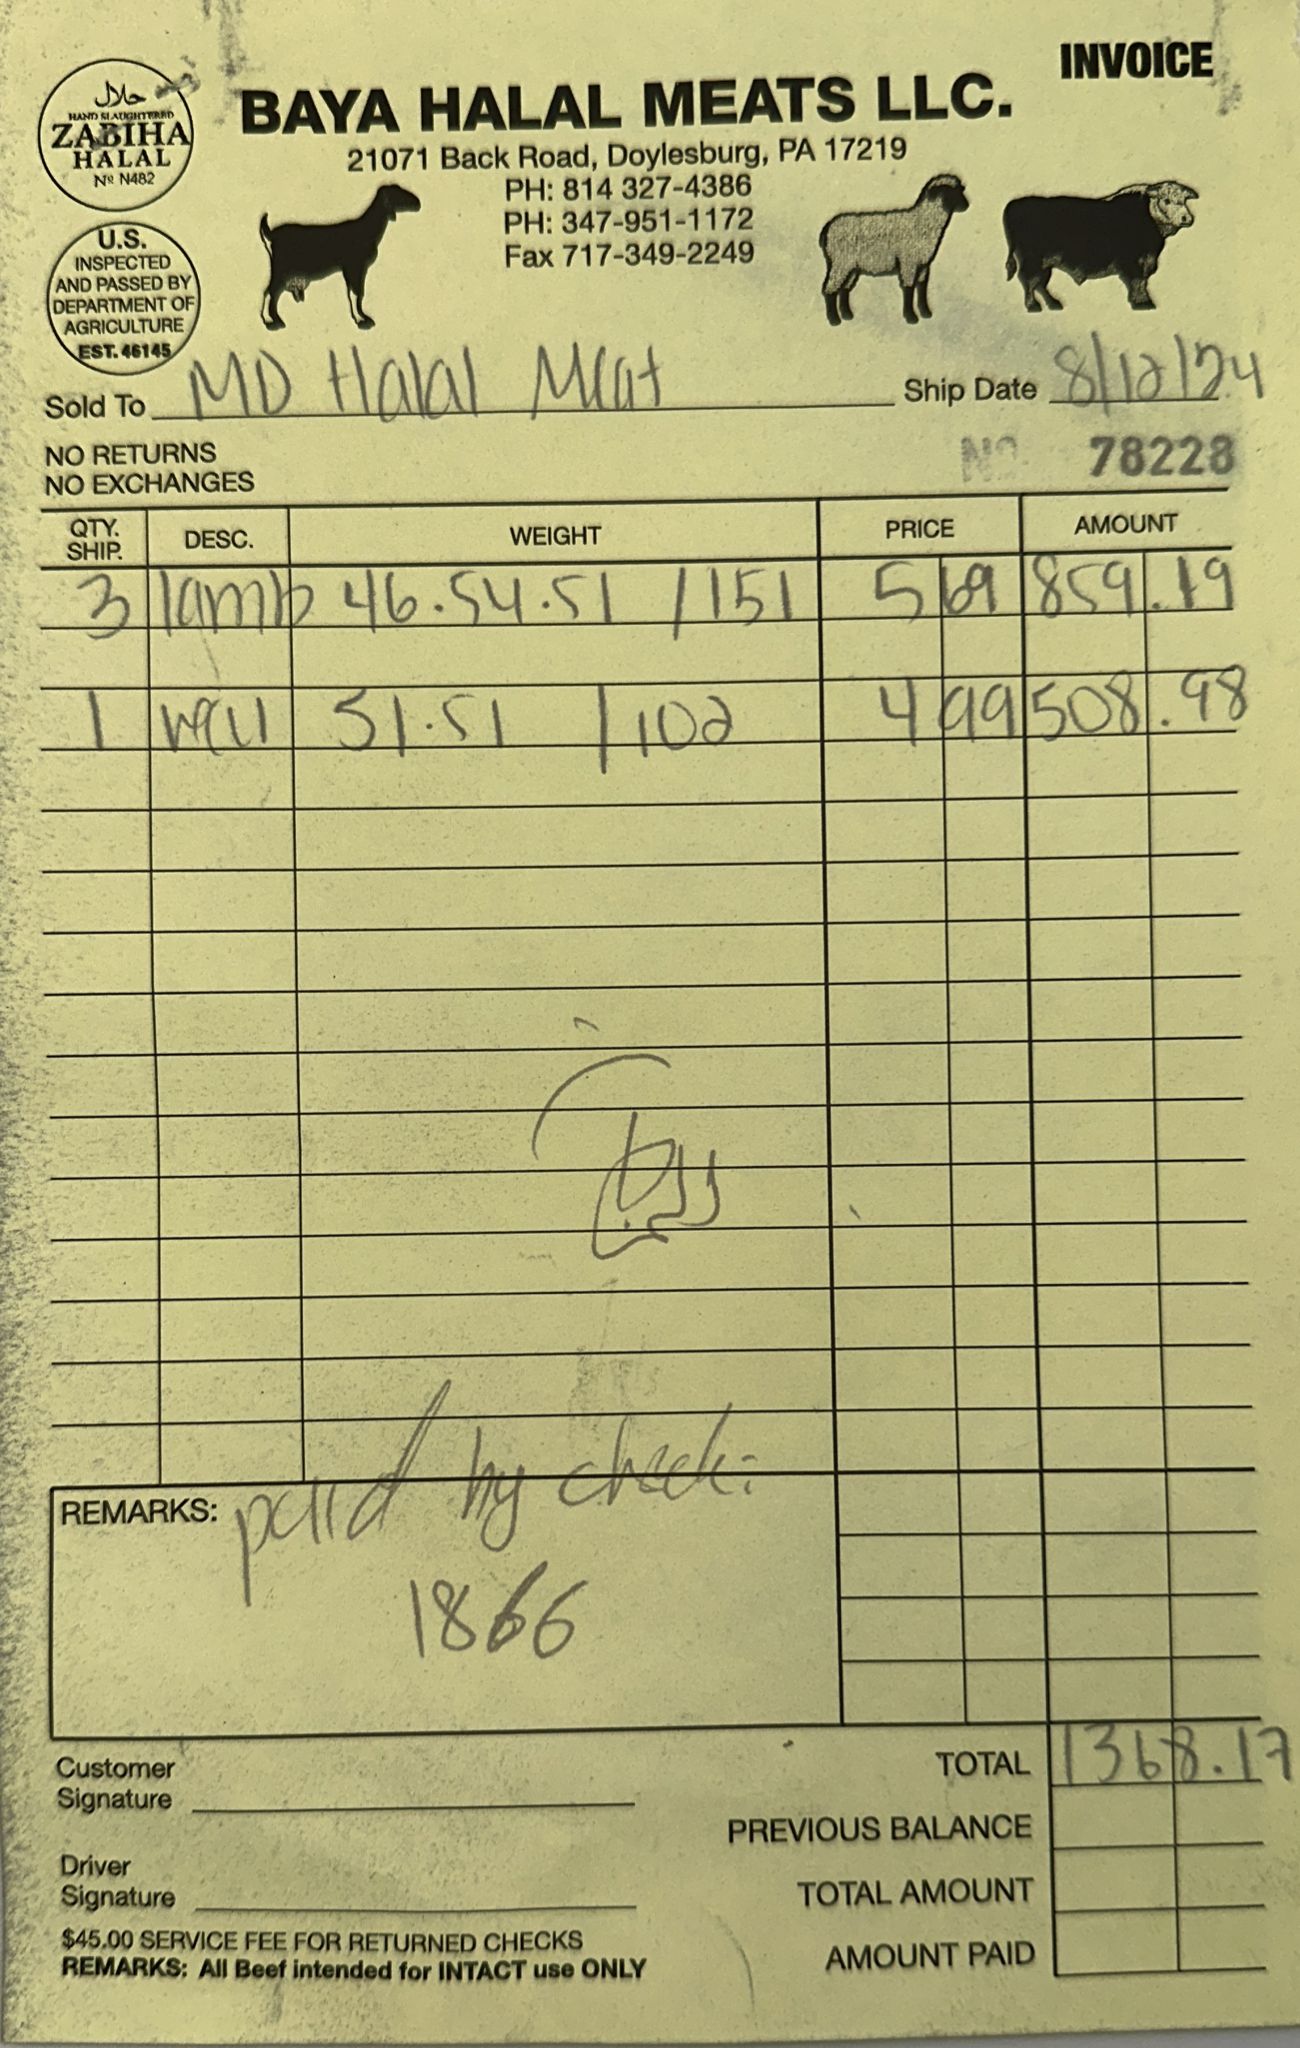 INVOICE
حلال
HAND SLAUGHTERED
ZABIHA
HALAL
Nº N482
BAYA HALAL MEATS LLC.
21071 Back Road, Doylesburg, PA 17219
PH: 814 327-4386
PH: 347-951-1172
Fax 717-349-2249
U.S.
INSPECTED
AND PASSED BY
DEPARTMENT OF
AGRICULTURE
EST. 46145
Sold To MD Halal Meat Ship Date 8/12/24
NO RETURNS
NO EXCHANGES
No. 78228
QTY. SHIP. DESC. WEIGHT PRICE AMOUNT
3 lamb 46.54.51 /151 5 69 859.19
1 51.51 /102 4 99 508.98
REMARKS: paid by check:
1866
Customer
Signature
TOTAL 1368.17
PREVIOUS BALANCE
Driver
Signature
TOTAL AMOUNT
AMOUNT PAID
$45.00 SERVICE FEE FOR RETURNED CHECKS
REMARKS: All Beef intended for INTACT use ONLY